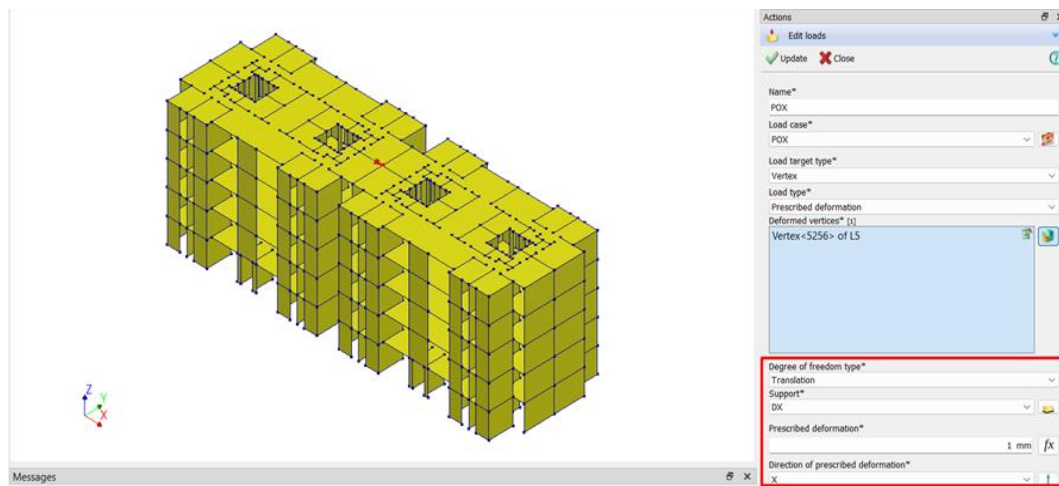 Actions
Edit loads
Update Close
Name*
POX
Load case*
POX
Load target type*
Vertex
Load type*
Prescribed deformation
Deformed vertices* [1]
Vertex<5256> of L5
Degree of freedom type*
Translation
Support*
DX
Prescribed deformation*
1 mm fx
Direction of prescribed deformation*
X
Z
Y
X
Messages